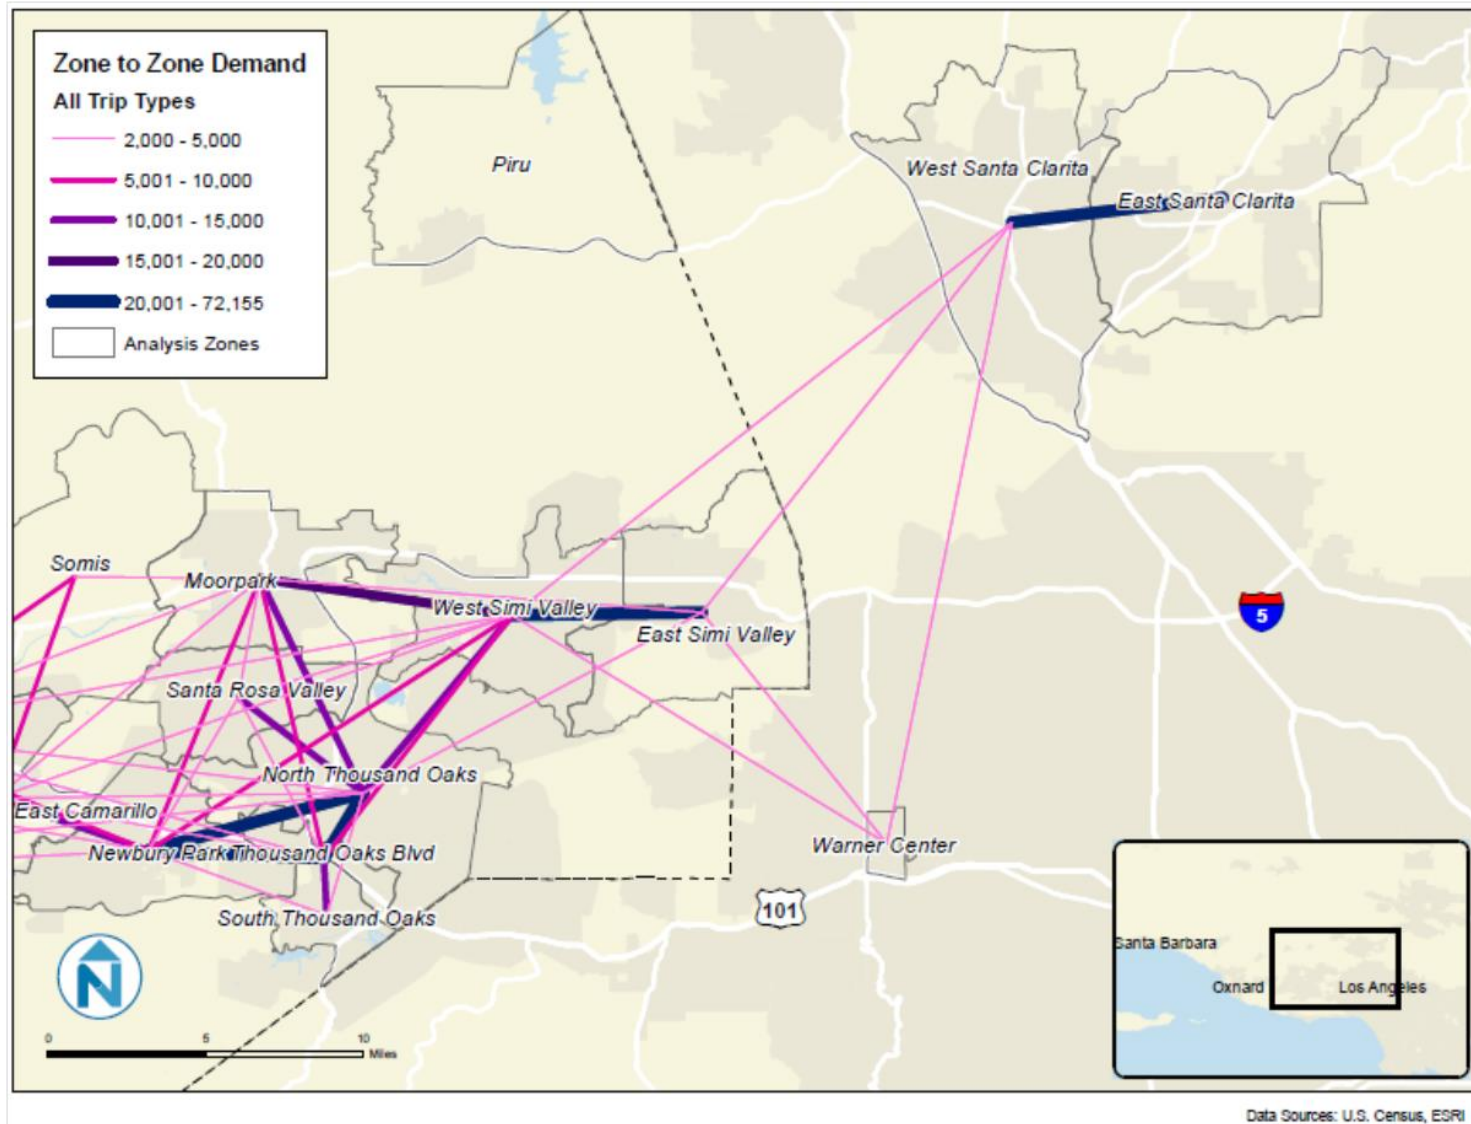 Zone to Zone Demand
All Trip Types
2,000 - 5,000
5,001 - 10,000
10,001 - 15,000
15,001 - 20,000
20,001 - 72,155
Analysis Zones
Piru
West Santa Clarita
East Santa Clarita
Somis
Moorpark
West Simi Valley
East Simi Valley
Santa Rosa Valley
North Thousand Oaks
East Camarillo
Newbury Park
Thousand Oaks Blvd
South Thousand Oaks
Warner Center
5
101
N
0 5 10
Miles
Santa Barbara
Oxnard
Los Angeles
Data Sources: U.S. Census, ESRI